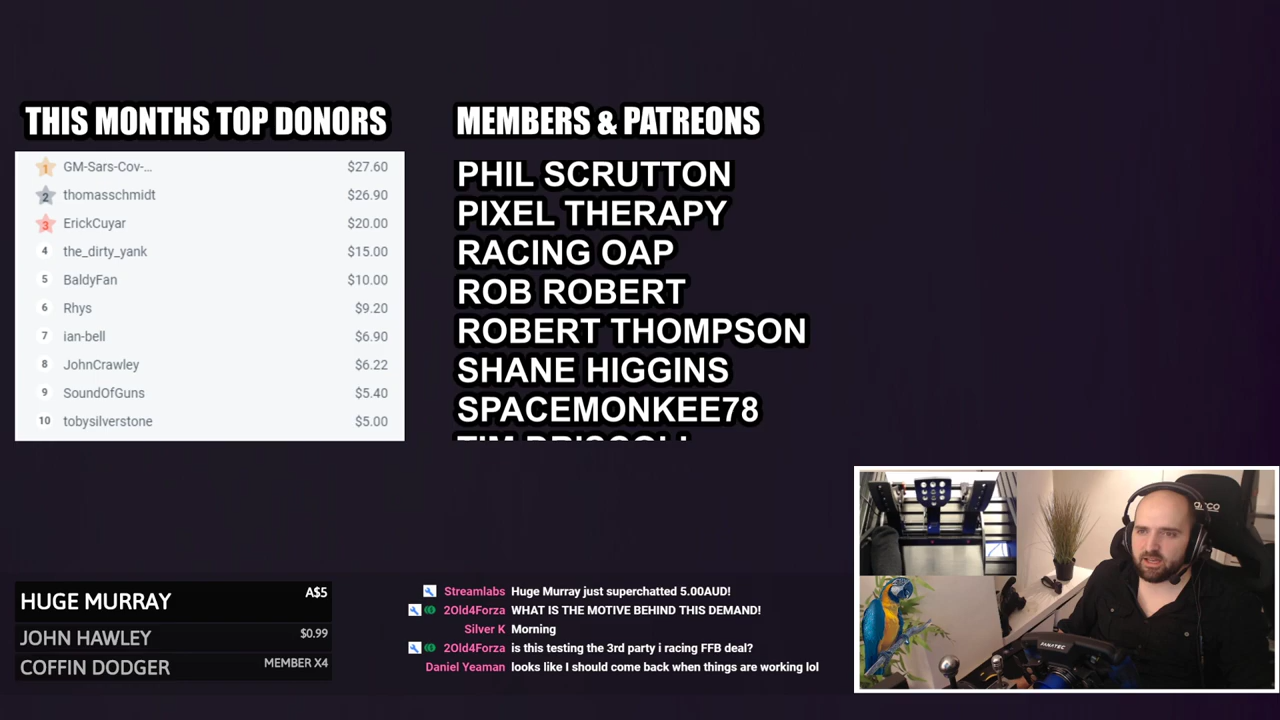 THIS MONTHS TOP DONORS
1 GM-Sars-Cov-... $27.60
2 thomasschmidt $26.90
3 ErickCuyar $20.00
4 the_dirty_yank $15.00
5 BaldyFan $10.00
6 Rhys $9.20
7 ian-bell $6.90
8 JohnCrawley $6.22
9 SoundOfGuns $5.40
10 tobysilverstone $5.00
MEMBERS & PATREONS
PHIL SCRUTTON
PIXEL THERAPY
RACING OAP
ROB ROBERT
ROBERT THOMPSON
SHANE HIGGINS
SPACEMONKEE78
HUGE MURRAY A$5
JOHN HAWLEY $0.99
COFFIN DODGER MEMBER X4
Streamlabs Huge Murray just superchatted 5.00AUD!
2Old4Forza WHAT IS THE MOTIVE BEHIND THIS DEMAND!
Silver K Morning
2Old4Forza is this testing the 3rd party i racing FFB deal?
Daniel Yeaman looks like I should come back when things are working lol
FANATEC